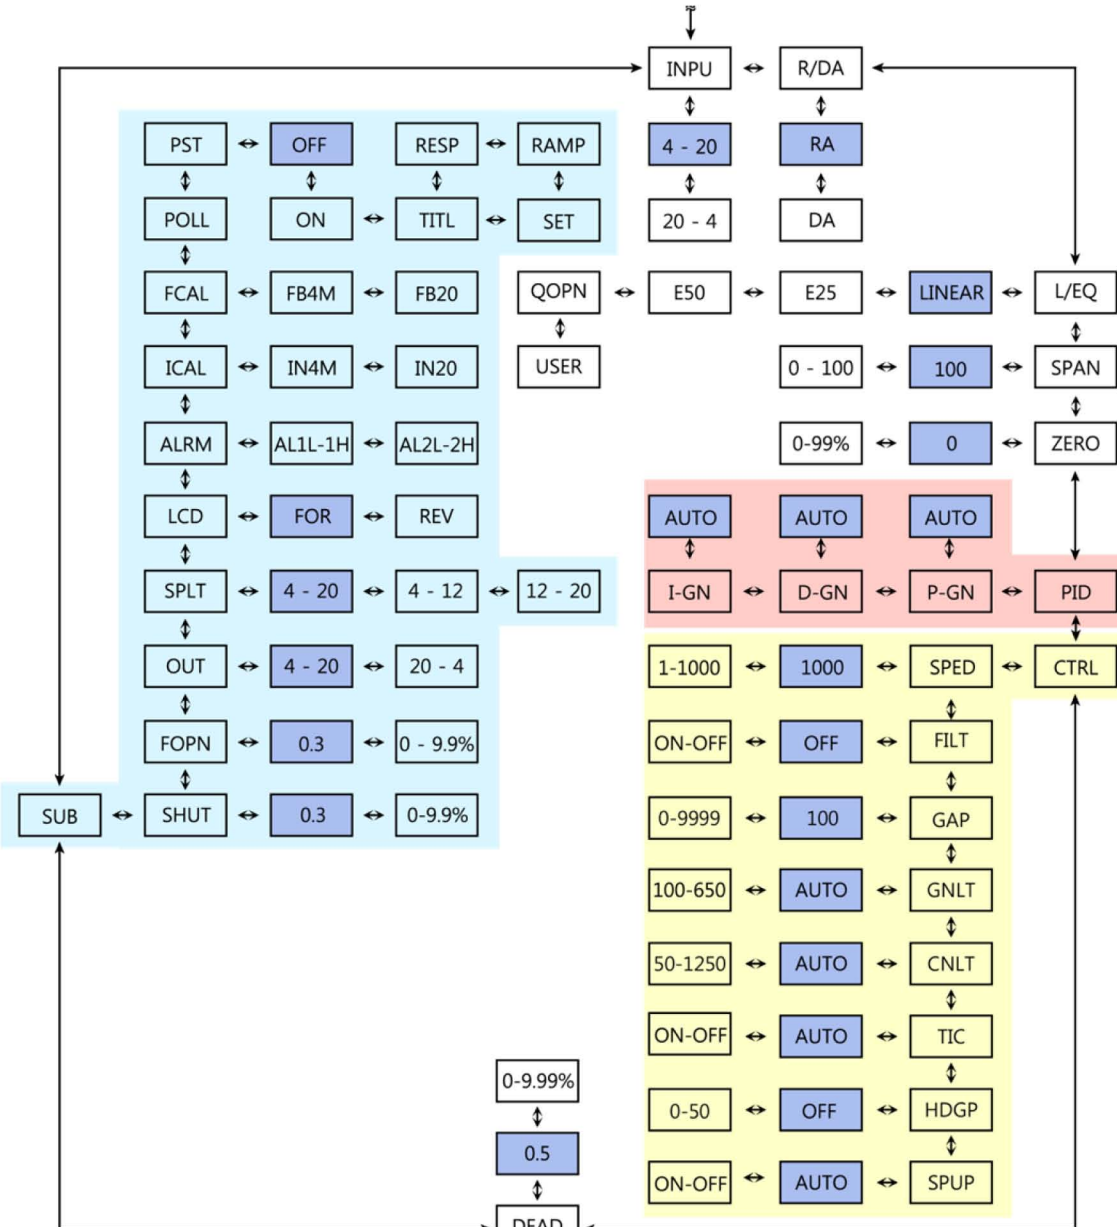 INPU R/DA
PST OFF RESP RAMP 4 - 20 RA
POLL ON TITL SET 20 - 4 DA
FCAL FB4M FB20 QOPN E50 E25 LINEAR L/EQ
ICAL IN4M IN20 USER 0 - 100 100 SPAN
ALRM AL1L-1H AL2L-2H 0-99% 0 ZERO
LCD FOR REV AUTO AUTO AUTO
SPLT 4 - 20 4 - 12 12 - 20 I-GN D-GN P-GN PID
OUT 4 - 20 20 - 4 1-1000 1000 SPED CTRL
FOPN 0.3 0 - 9.9% ON-OFF OFF FILT
SUB SHUT 0.3 0-9.9% 0-9999 100 GAP
100-650 AUTO GNLT
50-1250 AUTO CNLT
ON-OFF AUTO TIC
0-9.99% 0-50 OFF HDGP
0.5 ON-OFF AUTO SPUP
DEAD